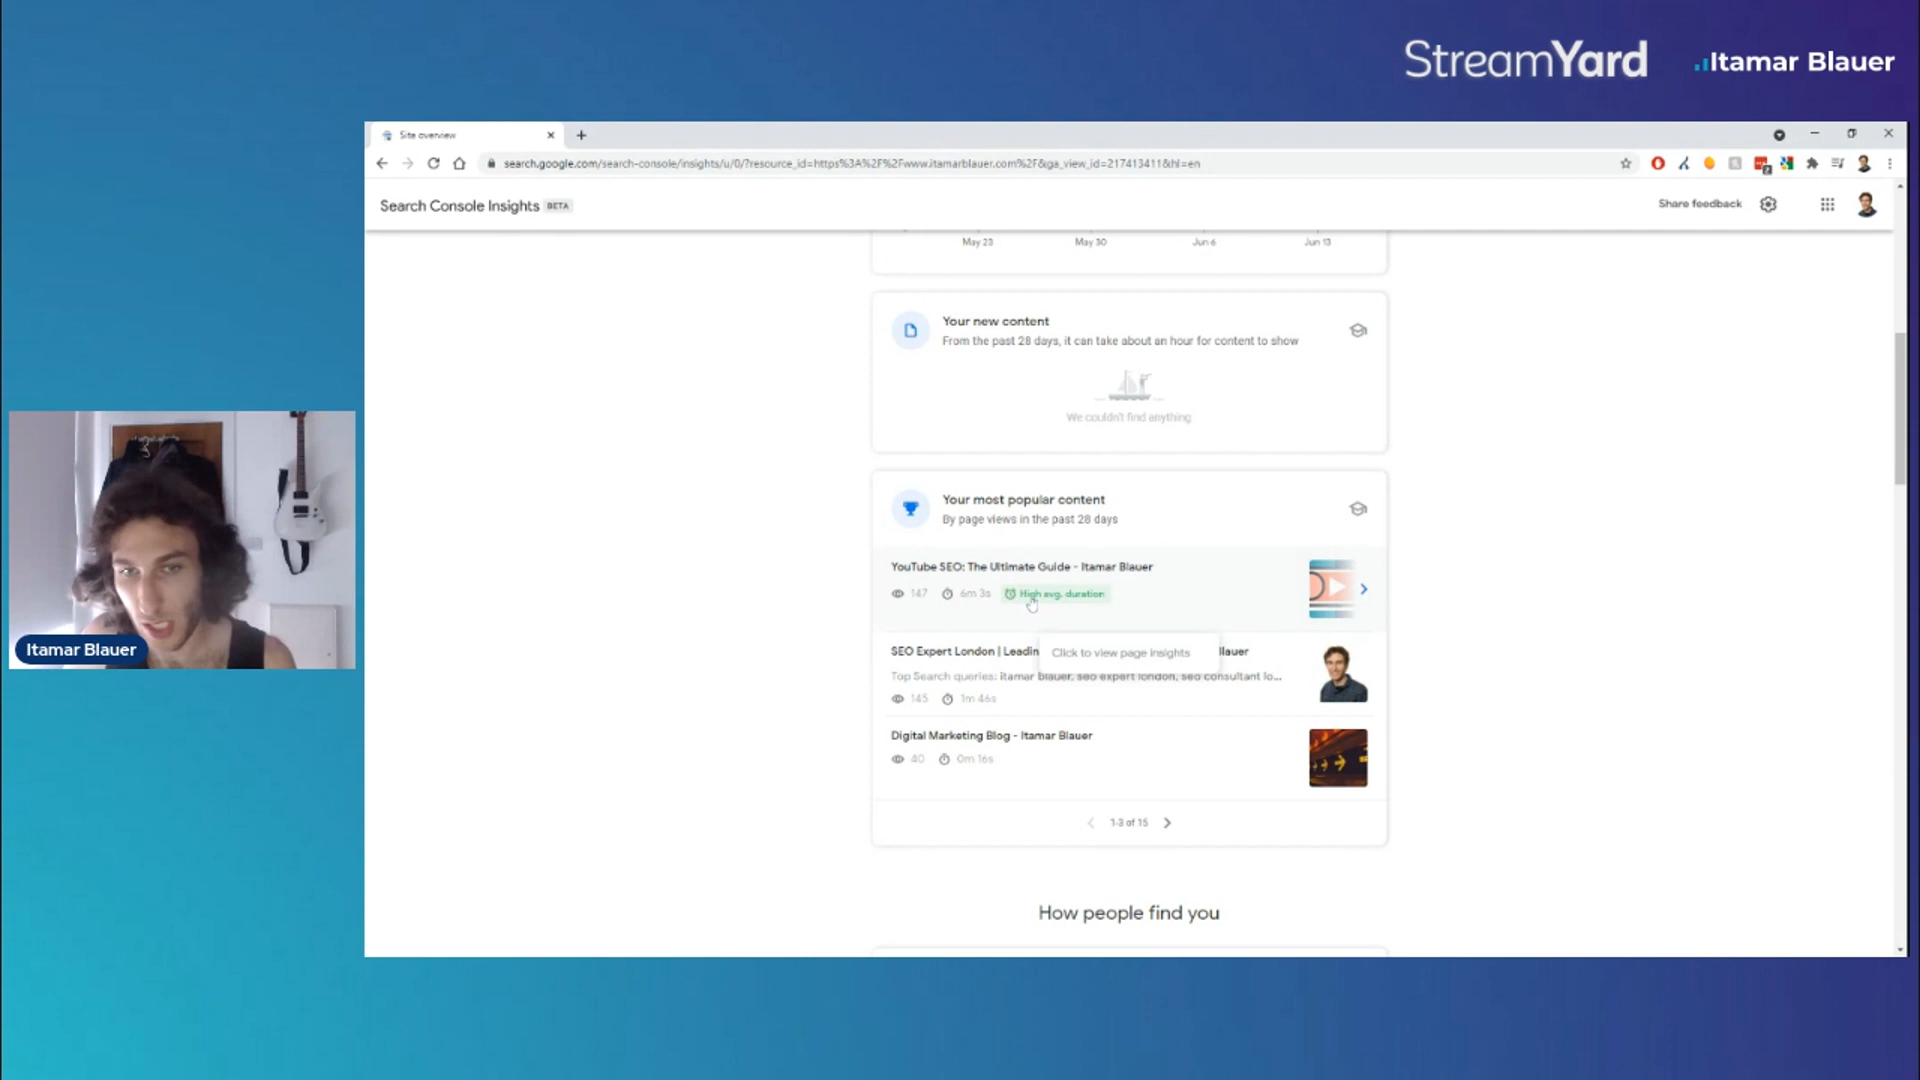 StreamYard
Itamar Blauer
Site overview
search.google.com/search-console/insights/u/0/?resource_id=https%3A%2F%2Fwww.itamarblauer.com%2F&ga_view_id=217413411&hl=en
Search Console Insights BETA
Share feedback
May 23 May 30 Jun 6 Jun 13
Your new content
From the past 28 days, it can take about an hour for content to show
We couldn't find anything
Your most popular content
By page views in the past 28 days
YouTube SEO: The Ultimate Guide - Itamar Blauer
147 6m 3s High avg. duration
SEO Expert London | Leadin
Click to view page insights
lauer
Top Search queries: itamar blauer, seo expert london, seo consultant lo...
145 1m 46s
Digital Marketing Blog - Itamar Blauer
40 0m 16s
1-3 of 15
How people find you
Itamar Blauer